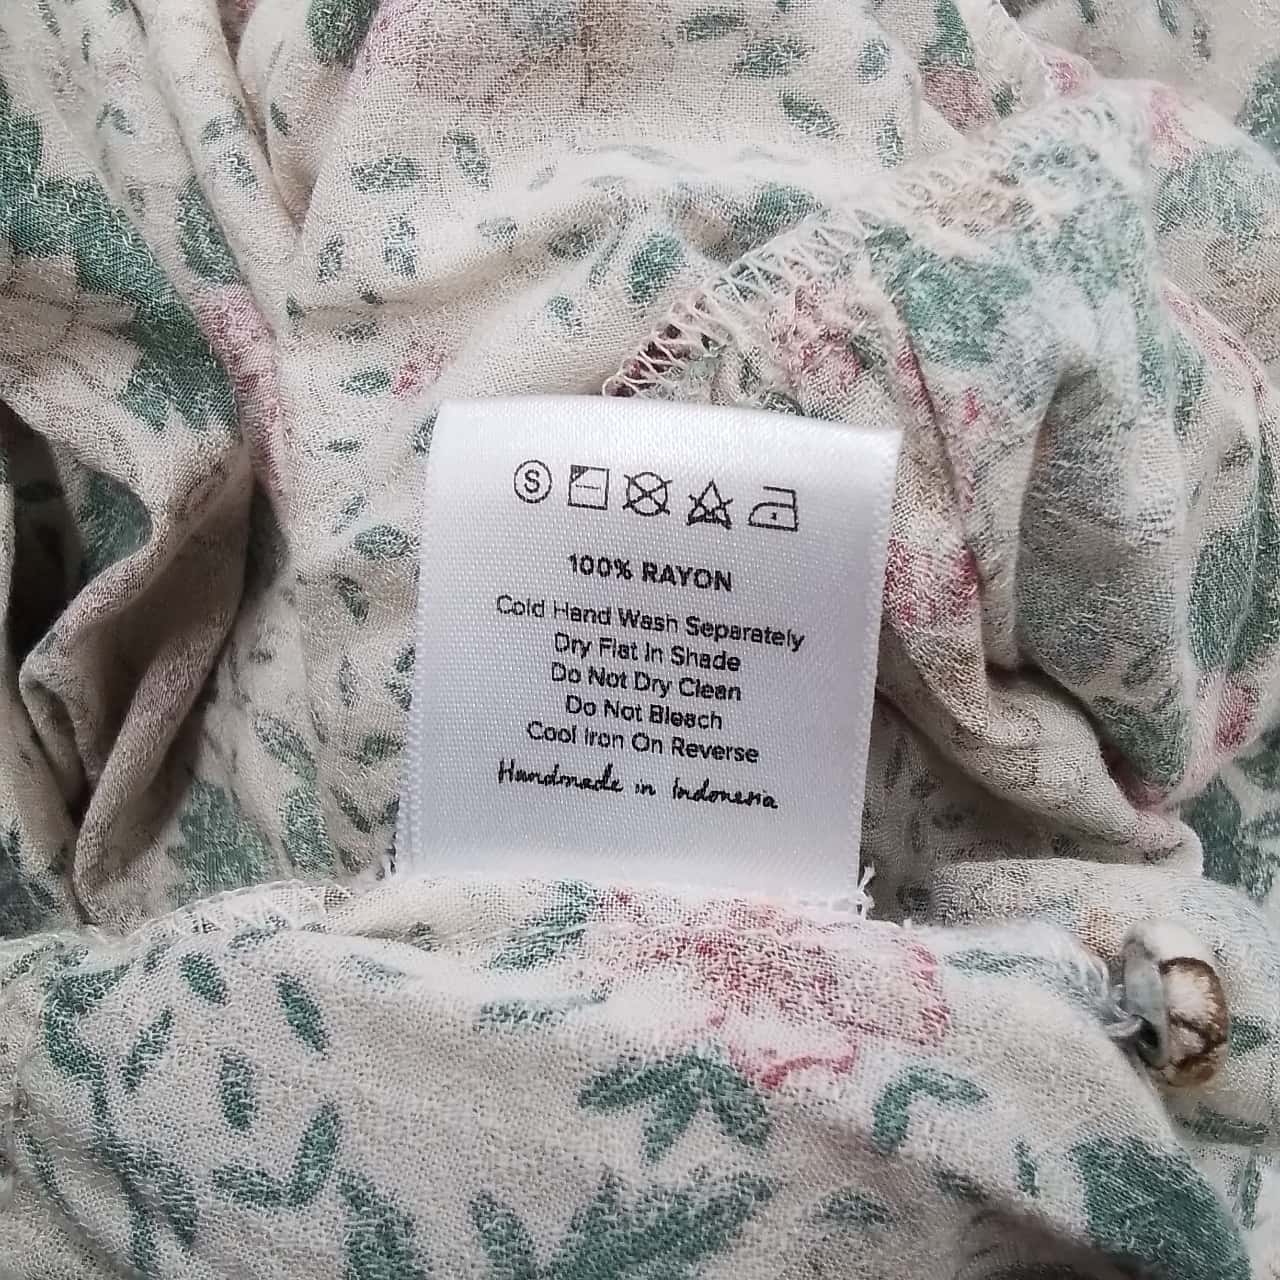 S
100% RAYON
Cold Hand Wash Separately
Dry Flat In Shade
Do Not Dry Clean
Do Not Bleach
Cool Iron On Reverse
Handmade in Indonesia